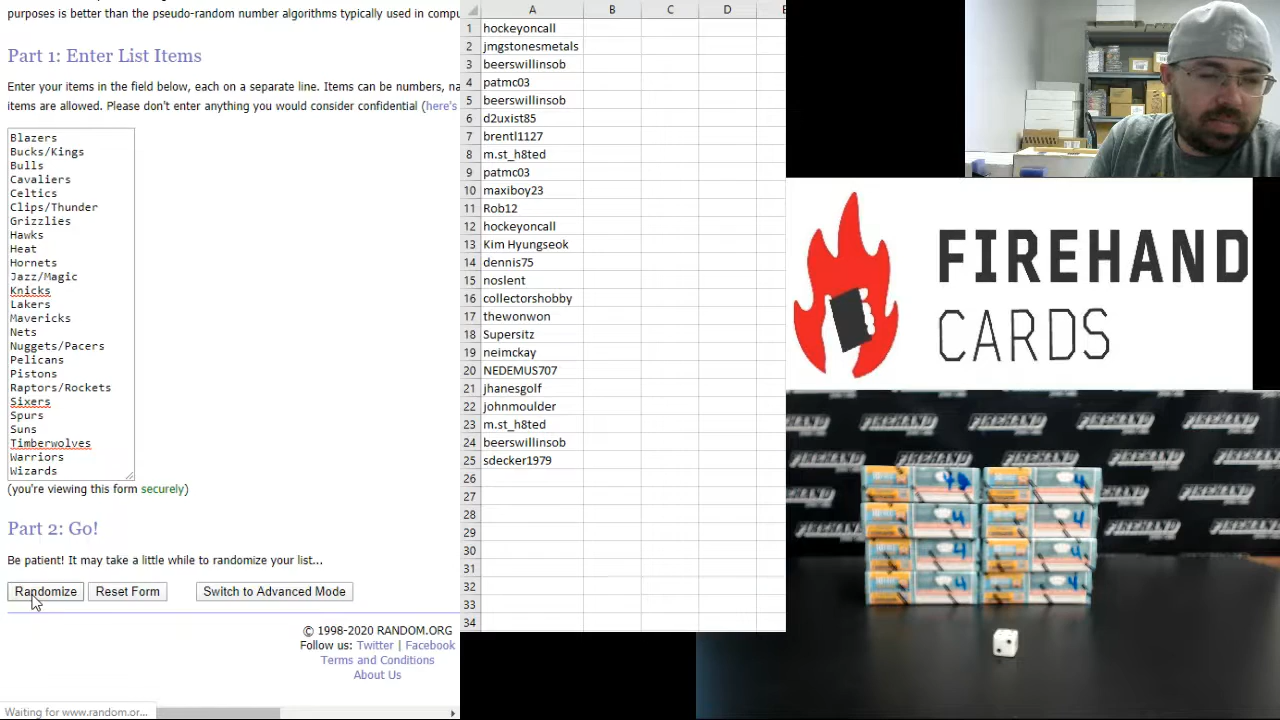 purposes is better than the pseudo-random number algorithms typically used in compu
Part 1: Enter List Items
Enter your items in the field below, each on a separate line. Items can be numbers, na
items are allowed. Please don't enter anything you would consider confidential (here's
Blazers
Bucks/Kings
Bulls
Cavaliers
Celtics
Clips/Thunder
Grizzlies
Hawks
Heat
Hornets
Jazz/Magic
Knicks
Lakers
Mavericks
Nets
Nuggets/Pacers
Pelicans
Pistons
Raptors/Rockets
Sixers
Spurs
Suns
Timberwolves
Warriors
Wizards
(you're viewing this form securely)
Part 2: Go!
Be patient! It may take a little while to randomize your list...
Randomize Reset Form Switch to Advanced Mode
© 1998-2020 RANDOM.ORG
Follow us: Twitter | Facebook
Terms and Conditions
About Us
Waiting for www.random.or...
A B C D E
1 hockeyoncall
2 jmgstonesmetals
3 beerswillinsob
4 patmc03
5 beerswillinsob
6 d2uxist85
7 brentl1127
8 m.st_h8ted
9 patmc03
10 maxiboy23
11 Rob12
12 hockeyoncall
13 Kim Hyungseok
14 dennis75
15 noslent
16 collectorshobby
17 thewonwon
18 Supersitz
19 neimckay
20 NEDEMUS707
21 jhanesgolf
22 johnmoulder
23 m.st_h8ted
24 beerswillinsob
25 sdecker1979
26
27
28
29
30
31
32
33
34
FIREHAND
CARDS
FIREHAND
4 4
4 4
4 4
4 4